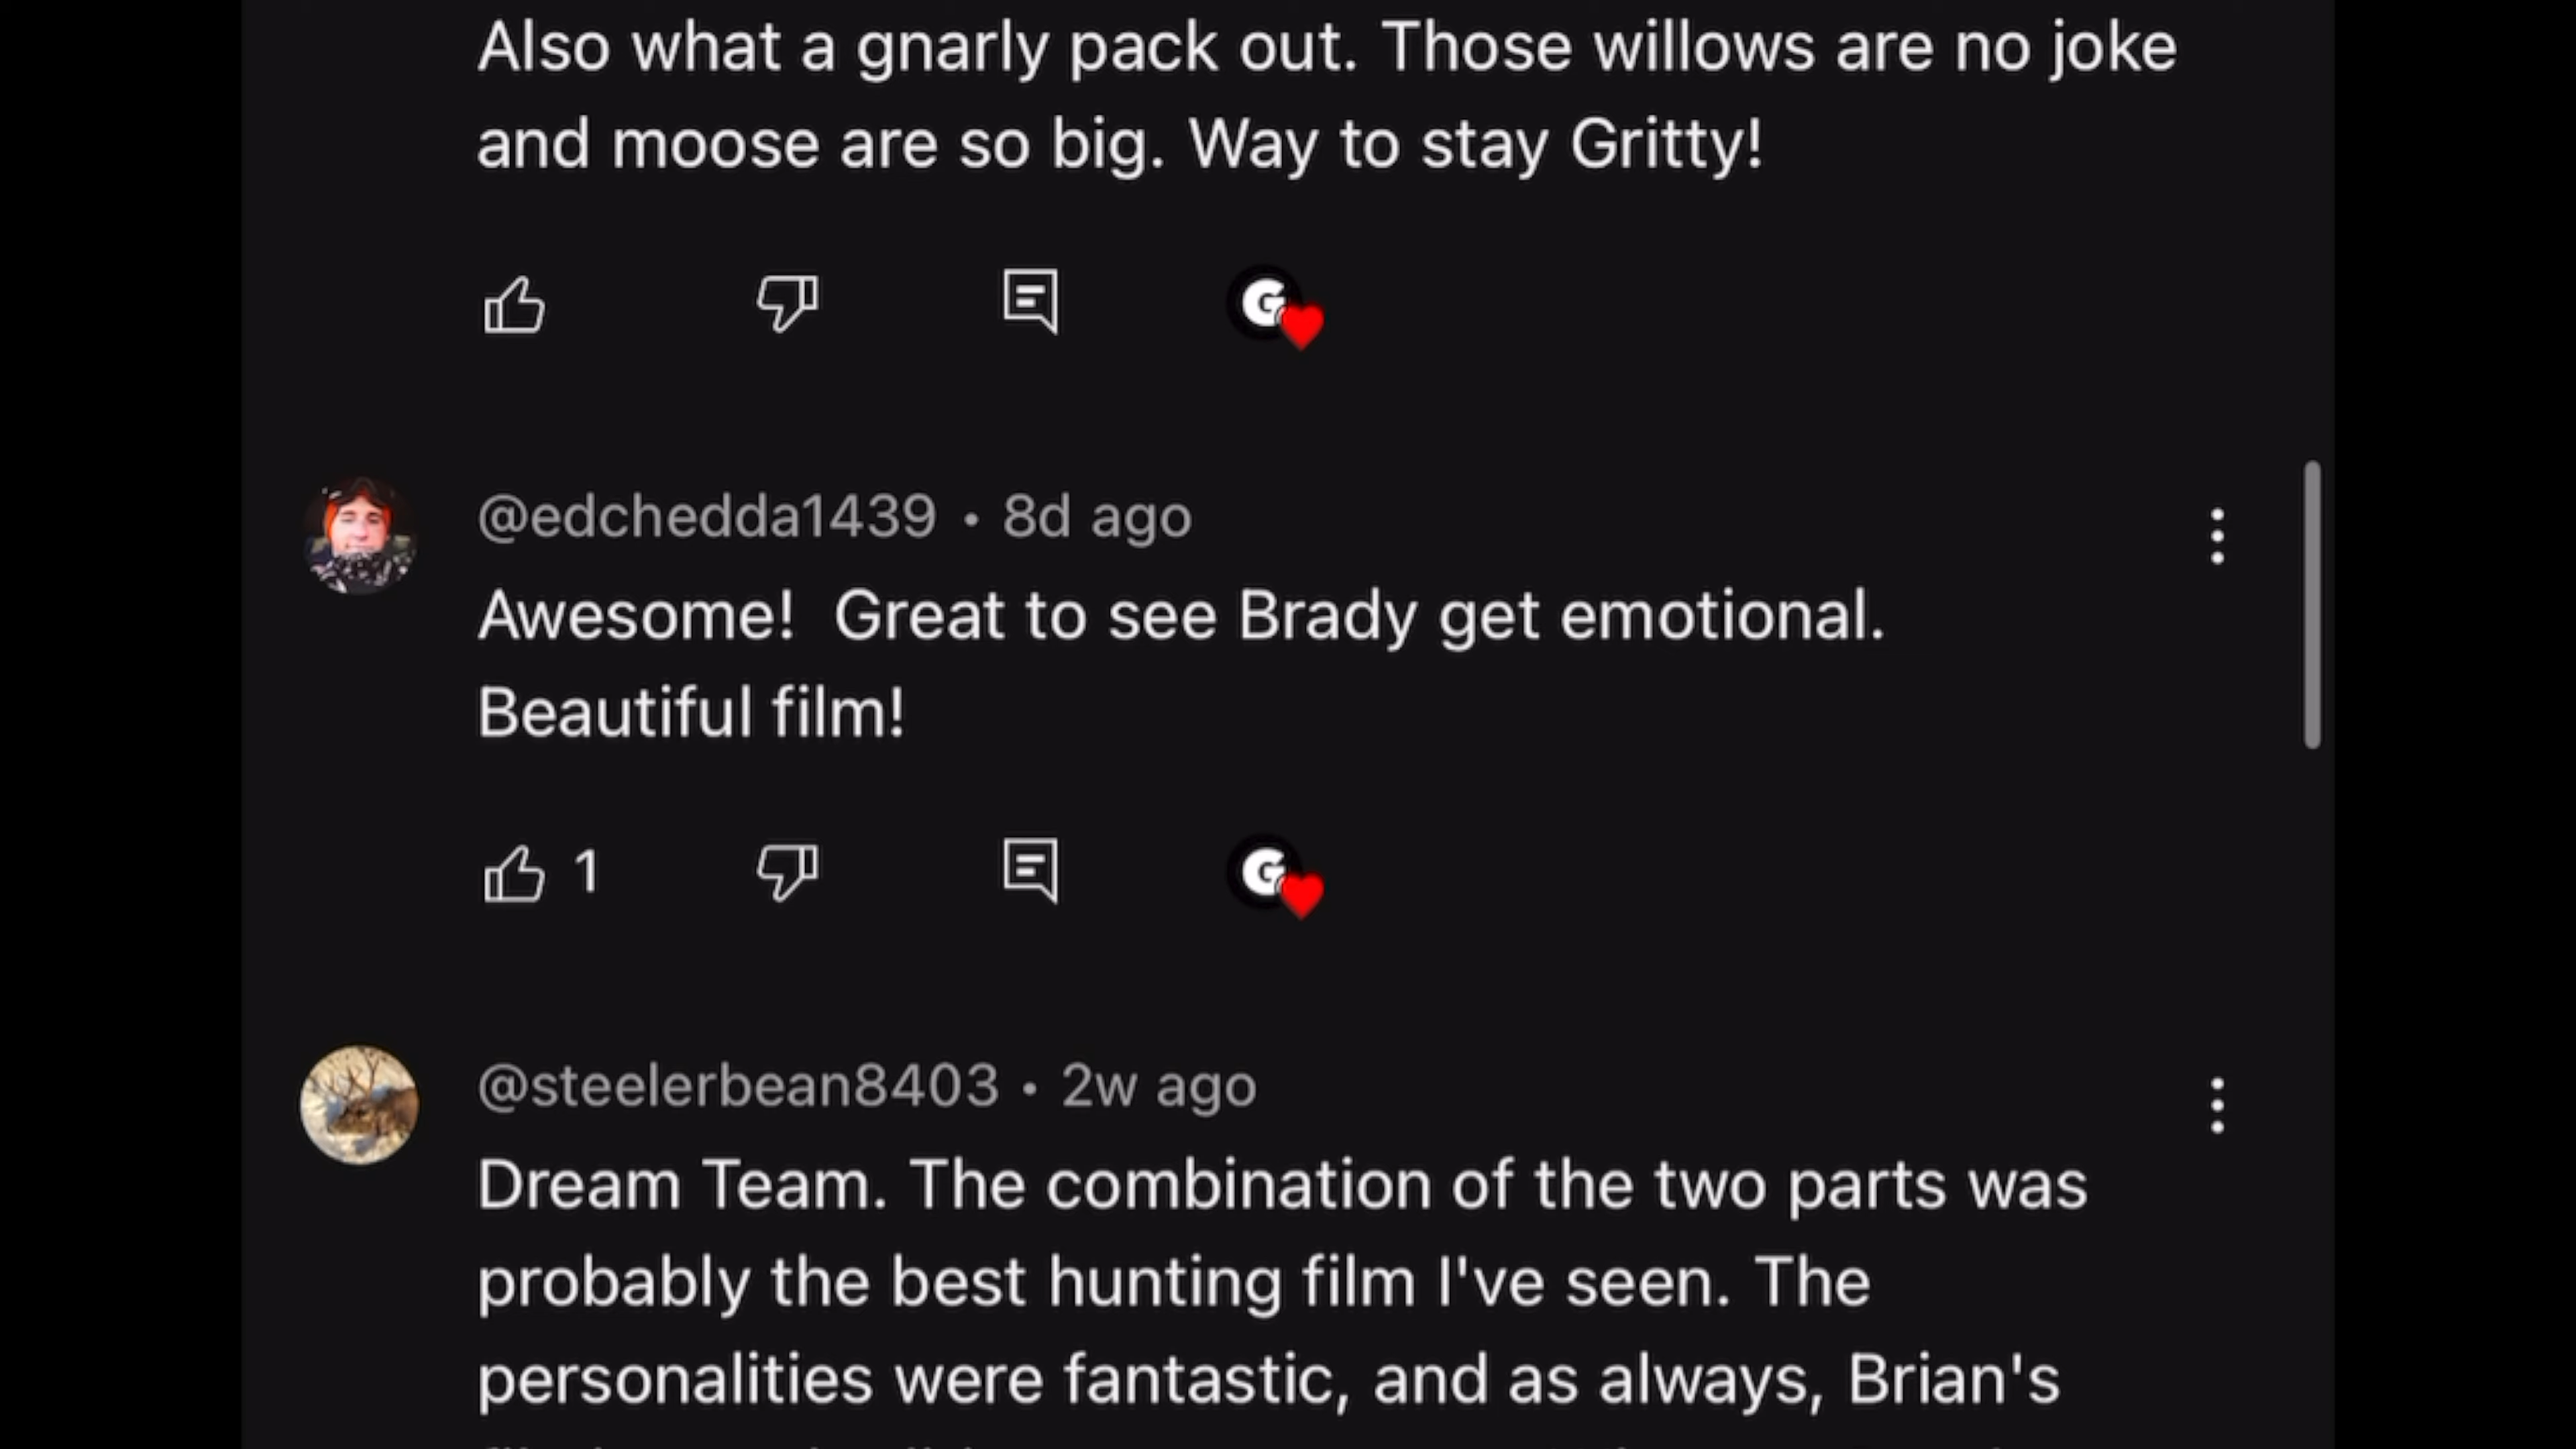 Also what a gnarly pack out. Those willows are no joke
and moose are so big. Way to stay Gritty!
G
@edchedda1439 • 8d ago
Awesome!  Great to see Brady get emotional.
Beautiful film!
1
G
@steelerbean8403 • 2w ago
Dream Team. The combination of the two parts was
probably the best hunting film I've seen. The
personalities were fantastic, and as always, Brian's